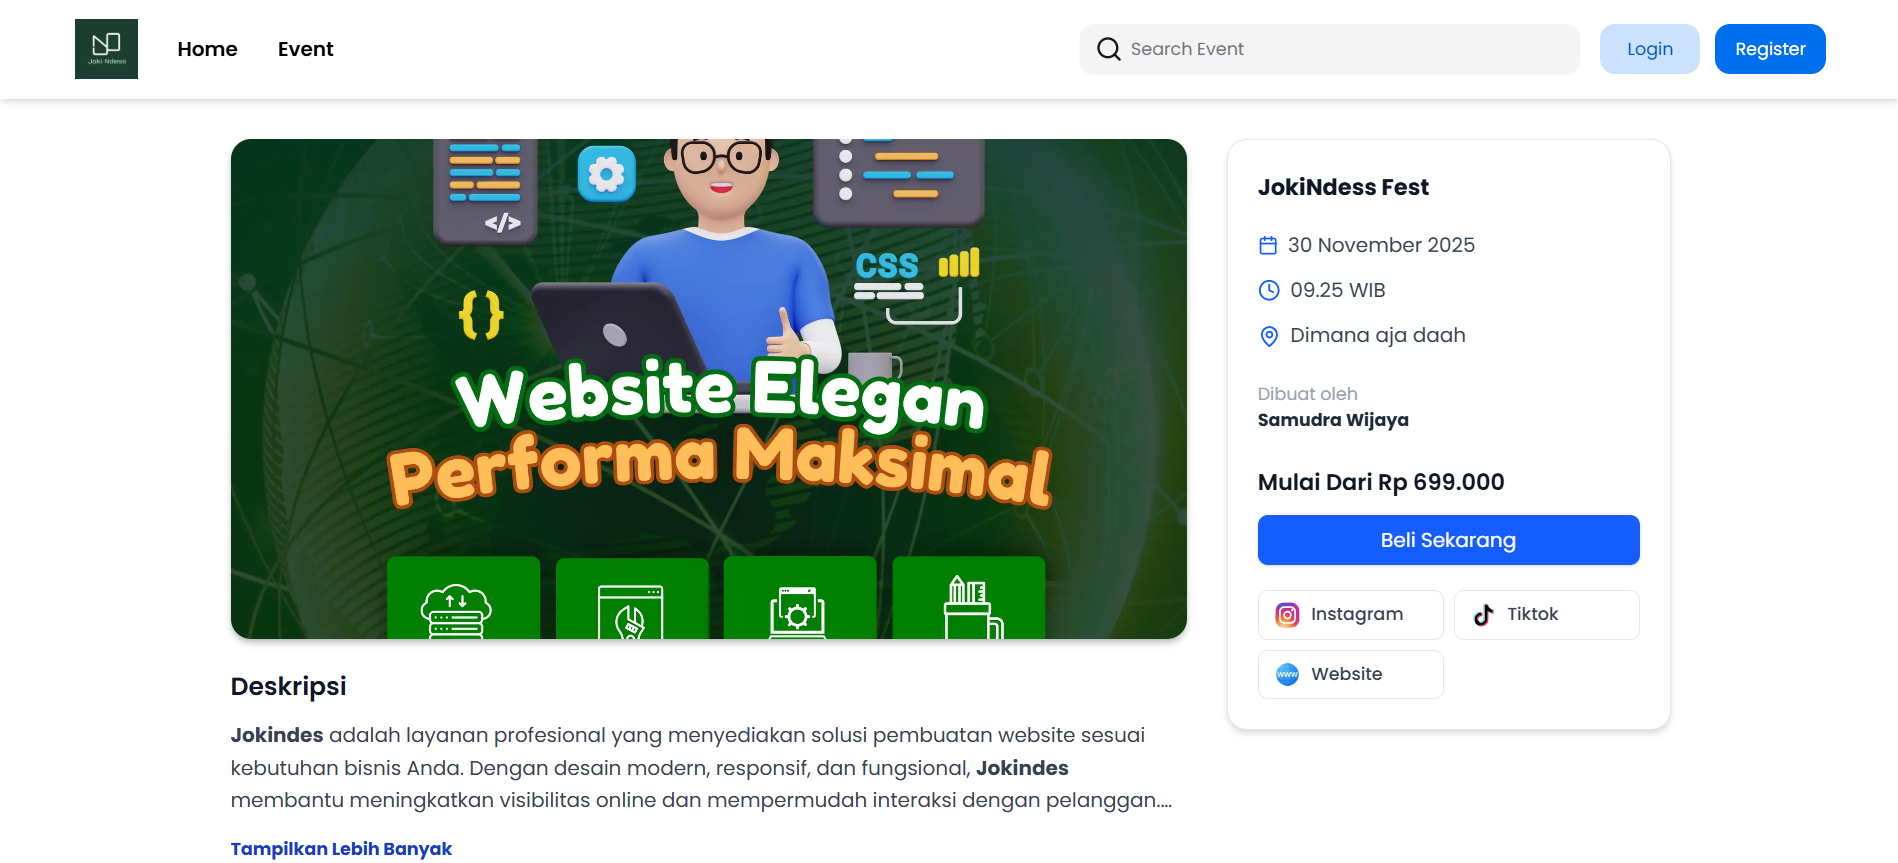 Joki Ndess
Home
Event
Search Event
Login
Register
</>
CSS
{}
Website Elegan
Performa Maksimal
JokiNdess Fest
30 November 2025
09.25 WIB
Dimana aja daah
Dibuat oleh
Samudra Wijaya
Mulai Dari Rp 699.000
Beli Sekarang
Instagram
Tiktok
www
Website
Deskripsi
Jokindes adalah layanan profesional yang menyediakan solusi pembuatan website sesuai
kebutuhan bisnis Anda. Dengan desain modern, responsif, dan fungsional, Jokindes
membantu meningkatkan visibilitas online dan mempermudah interaksi dengan pelanggan....
Tampilkan Lebih Banyak